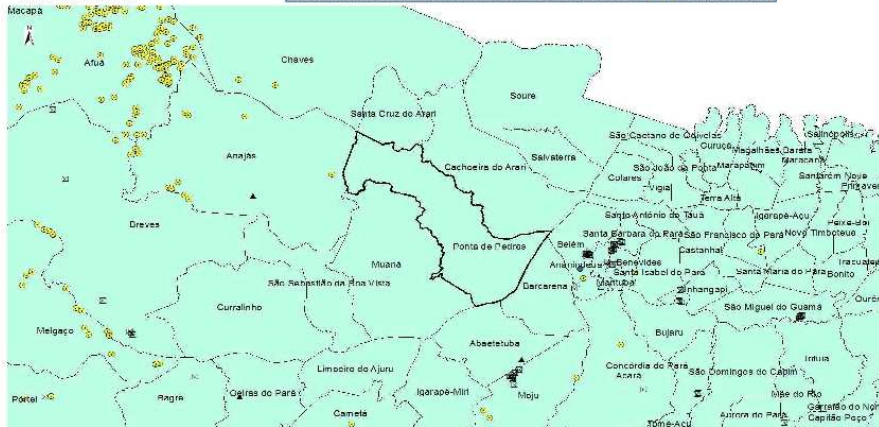 Macapá
N
Afuá
Chaves
Soure
Santa Cruz do Arari
São Caetano de Odivelas
Salinópolis
Curuçá
Magalhães Barata
Maracanã
Anajás
Cachoeira do Arari
Salvaterra
São João da Ponta
Marapanim
Colares
Vigia
Santarém Novo
Primavera
Terra Alta
Breves
Santo Antônio do Tauá
Igarapé-Açu
Peixe-Boi
Ponta de Pedras
Belém
Santa Bárbara do Pará
São Francisco do Pará
Novo Timboteua
Castanhal
Muaná
Ananindeua
Benevides
Santa Isabel do Pará
Santa Maria do Pará
Bonito
São Sebastião da Boa Vista
Barcarena
Marituba
Inhangapi
Curralinho
São Miguel do Guamá
Ourém
Melgaço
Bujaru
Abaetetuba
Irituia
Limoeiro do Ajuru
Concórdia do Pará
São Domingos do Capim
Acará
Portel
Bagre
Oeiras do Pará
Igarapé-Miri
Moju
Mãe do Rio
Cametá
Tomé-Açu
Aurora do Pará
Capitão Poço